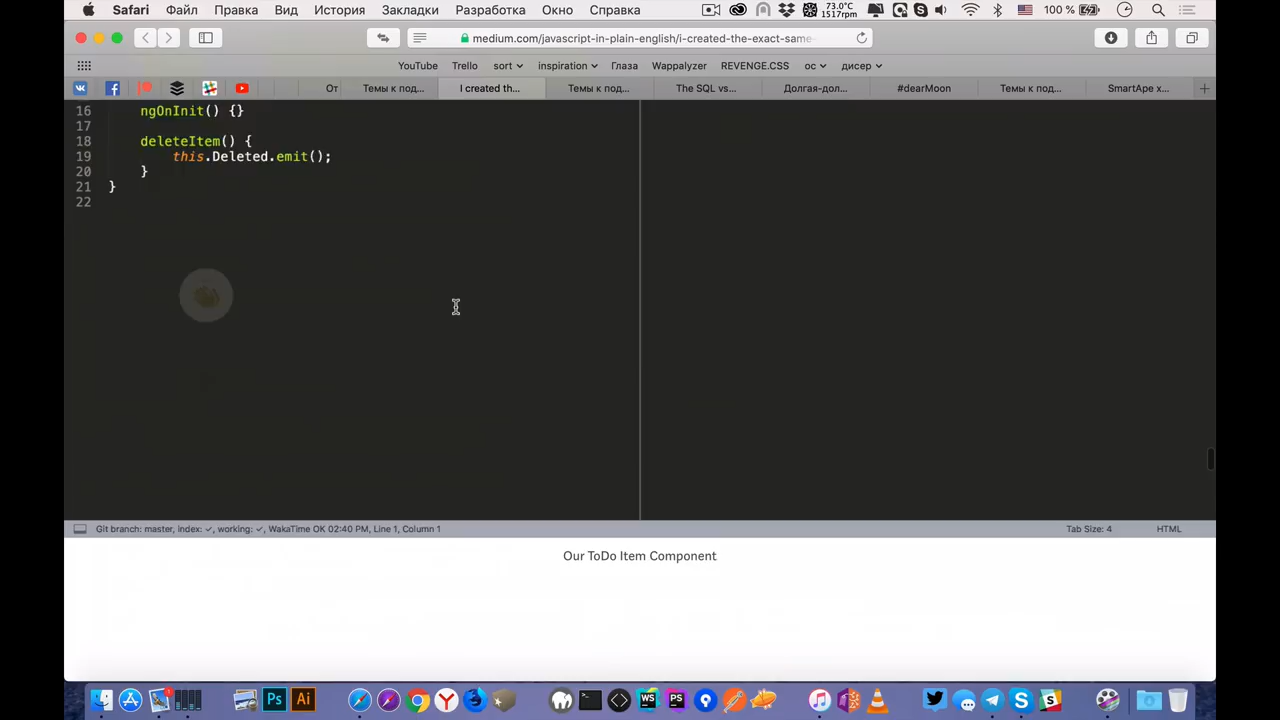 Safari Файл Правка Вид История Закладки Разработка Окно Справка 73.0°C 1517rpm 100 %
medium.com/javascript-in-plain-english/i-created-the-exact-same-
YouTube Trello sort inspiration Глаза Wappalyzer REVENGE.CSS ос дисер
От Темы к под... I created th... Темы к под... The SQL vs... Долгая-дол... #dearMoon Темы к под... SmartApe х...
16 ngOnInit() {}
17
18 deleteItem() {
19 this.Deleted.emit();
20 }
21 }
22
Git branch: master, index: ✓, working: ✓, WakaTime OK 02:40 PM, Line 1, Column 1 Tab Size: 4 HTML
Our ToDo Item Component
Ps Ai WS PS